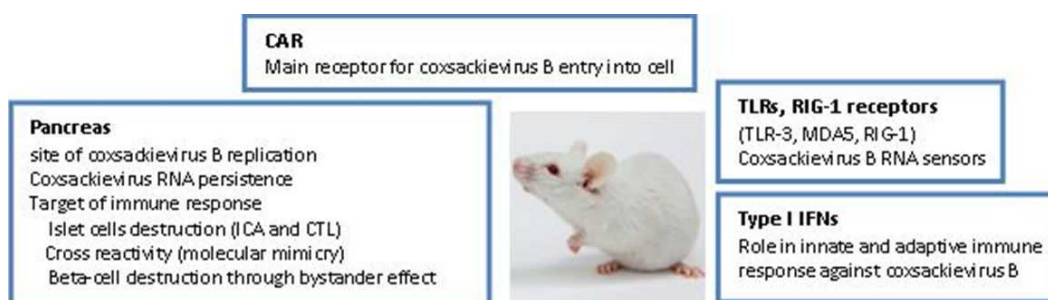 CAR
Main receptor for coxsackievirus B entry into cell
Pancreas
site of coxsackievirus B replication
Coxsackievirus RNA persistence
Target of immune response
Islet cells destruction (ICA and CTL)
Cross reactivity (molecular mimicry)
Beta-cell destruction through bystander effect
TLRs, RIG-1 receptors
(TLR-3, MDA5, RIG-1)
Coxsackievirus B RNA sensors
Type I IFNs
Role in innate and adaptive immune
response against coxsackievirus B